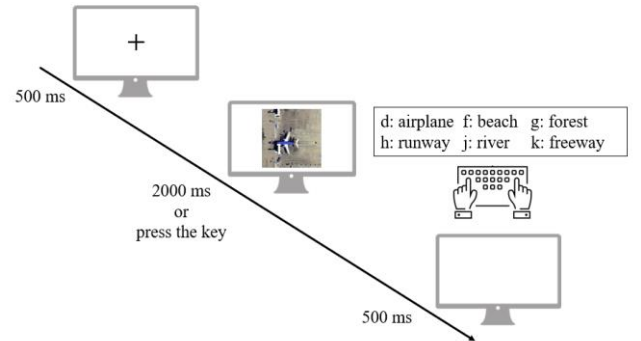 +
500 ms
d: airplane f: beach g: forest
h: runway j: river k: freeway
2000 ms
or
press the key
500 ms